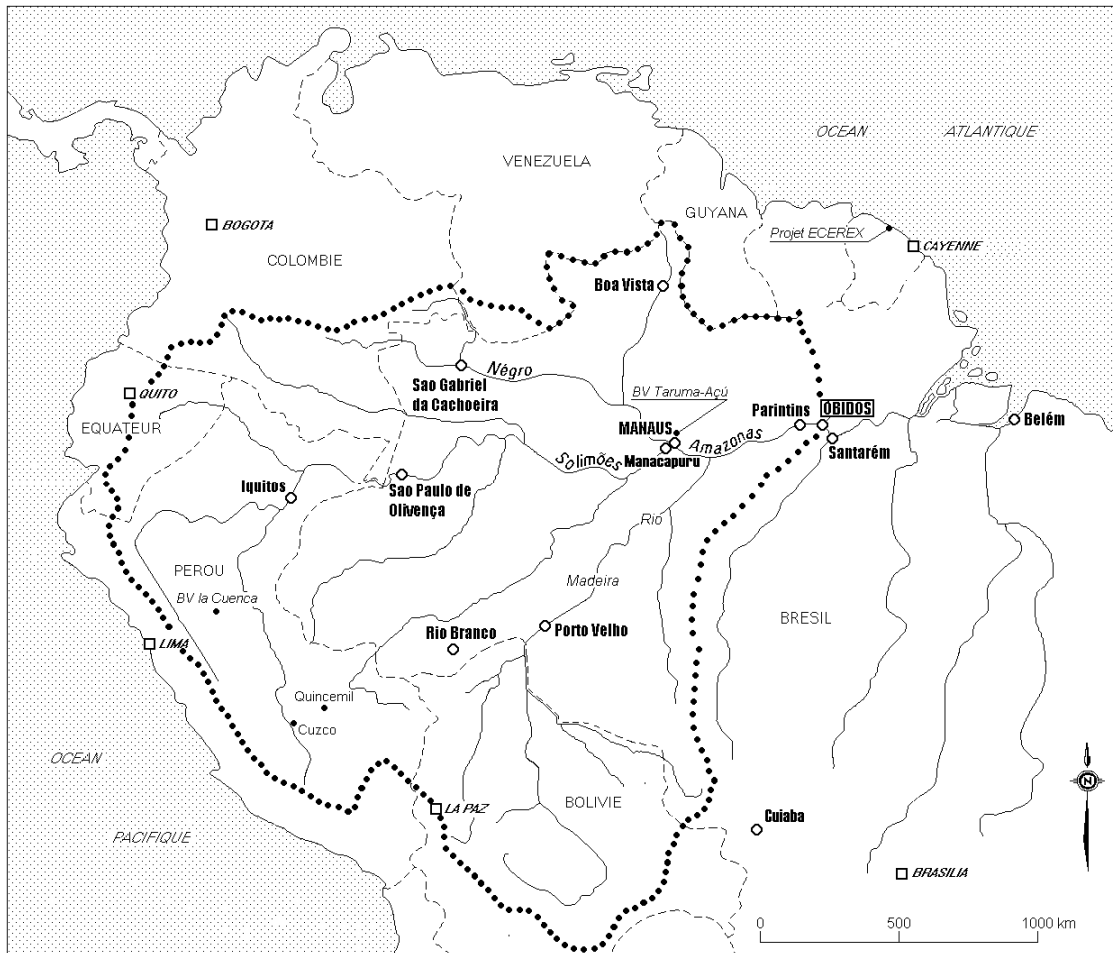 OCEAN ATLANTIQUE
VENEZUELA
GUYANA
BOGOTA
Projet ECEREX
CAYENNE
COLOMBIE
Boa Vista
Négro
Sao Gabriel
da Cachoeira
BV Taruma-Açú
QUITO
Parintins
ÓBIDOS
Belém
EQUATEUR
MANAUS
Amazonas
Solimões
Manacapuru
Santarém
Iquitos
Sao Paulo de
Olivença
Rio
Madeira
PEROU
BV la Cuenca
BRESIL
Rio Branco
Porto Velho
LIMA
Quincemil
Cuzco
OCEAN
PACIFIQUE
N
LA PAZ
BOLIVIE
Cuiaba
BRASILIA
0 500 1000 km